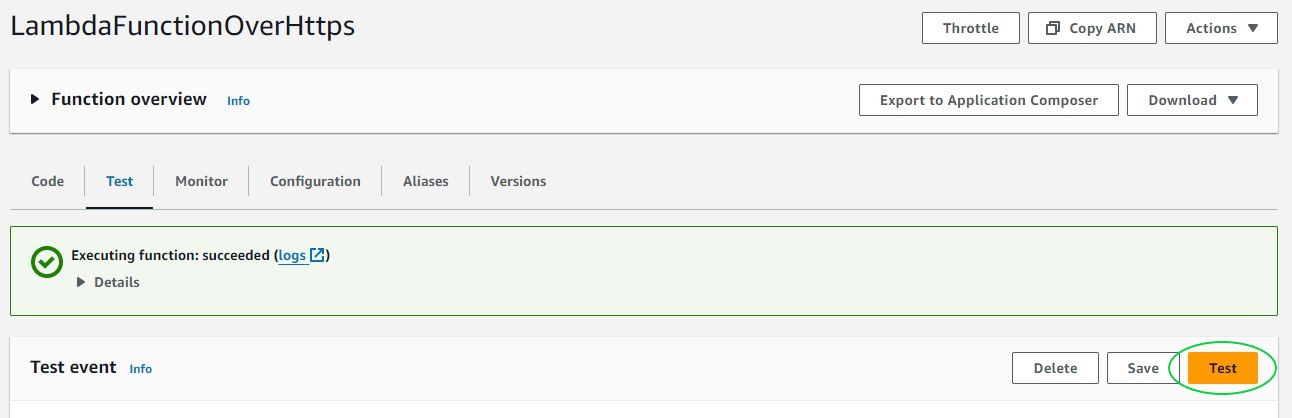 LambdaFunctionOverHttps
Throttle Copy ARN Actions
Function overview Info Export to Application Composer Download
Code Test Monitor Configuration Aliases Versions
Executing function: succeeded (logs)
Details
Test event Info Delete Save Test